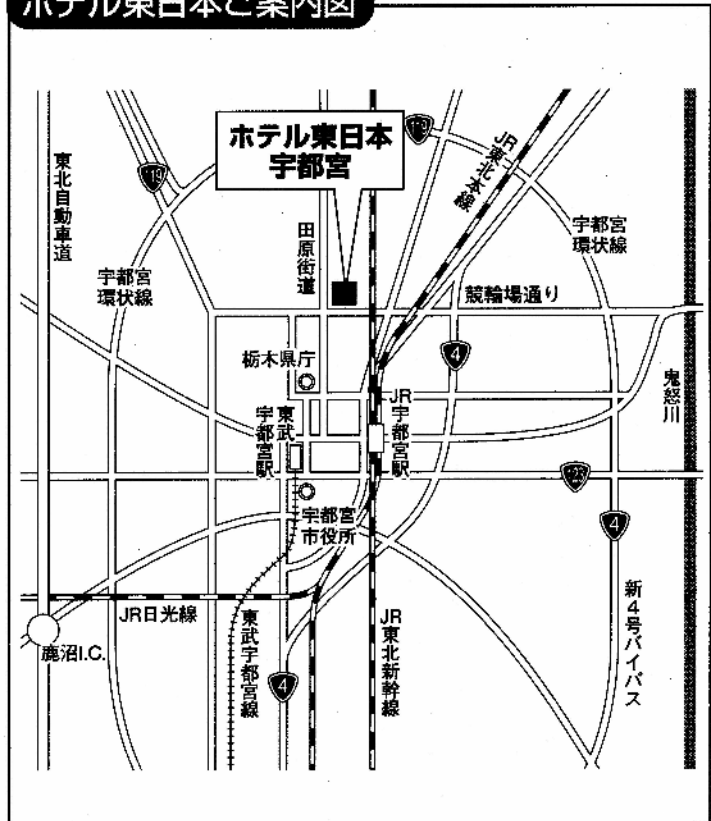 ホテル東日本ご案内図
ホテル東日本
宇都宮
119
東北自動車道
田原街道
JR東北本線
宇都宮
環状線
宇都宮
環状線
競輪場通り
栃木県庁
4
鬼怒川
東武
宇都宮駅
JR宇都宮駅
123
宇都宮
市役所
4
JR日光線
鹿沼I.C.
東武宇都宮線
4
JR東北新幹線
新4号バイパス